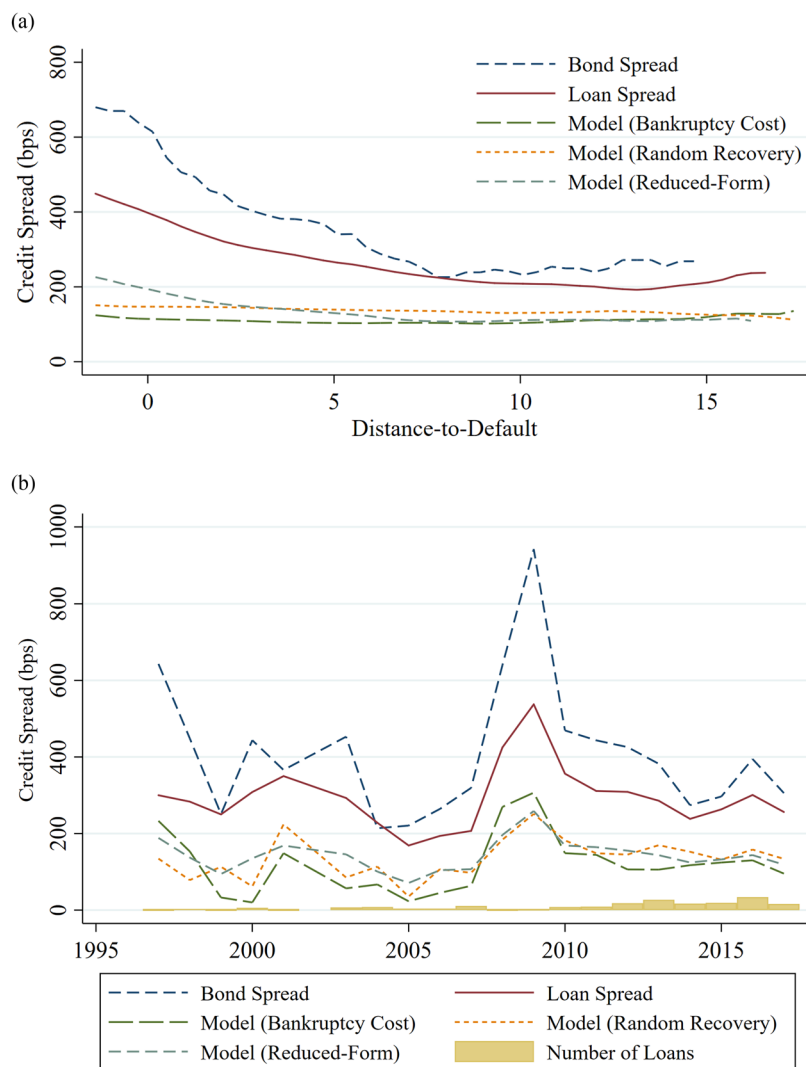 (a)
800
600
400
200
0
Credit Spread (bps)
Bond Spread
Loan Spread
Model (Bankruptcy Cost)
Model (Random Recovery)
Model (Reduced-Form)
0 5 10 15
Distance-to-Default
(b)
1000
800
600
400
200
0
Credit Spread (bps)
1995 2000 2005 2010 2015
Bond Spread Loan Spread
Model (Bankruptcy Cost) Model (Random Recovery)
Model (Reduced-Form) Number of Loans